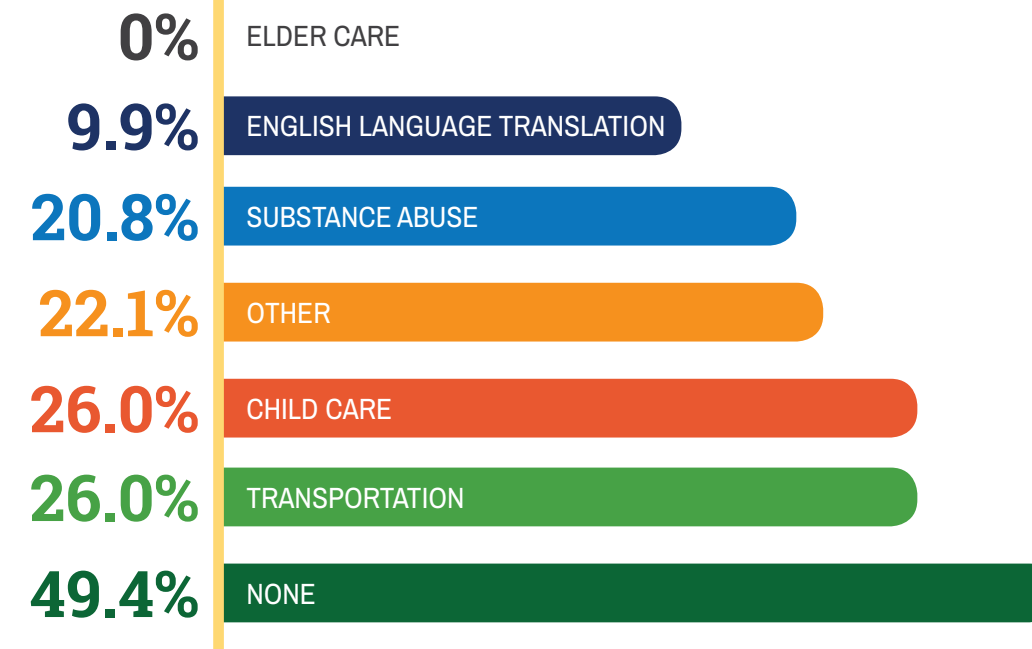 0% ELDER CARE
9.9% ENGLISH LANGUAGE TRANSLATION
20.8% SUBSTANCE ABUSE
22.1% OTHER
26.0% CHILD CARE
26.0% TRANSPORTATION
49.4% NONE